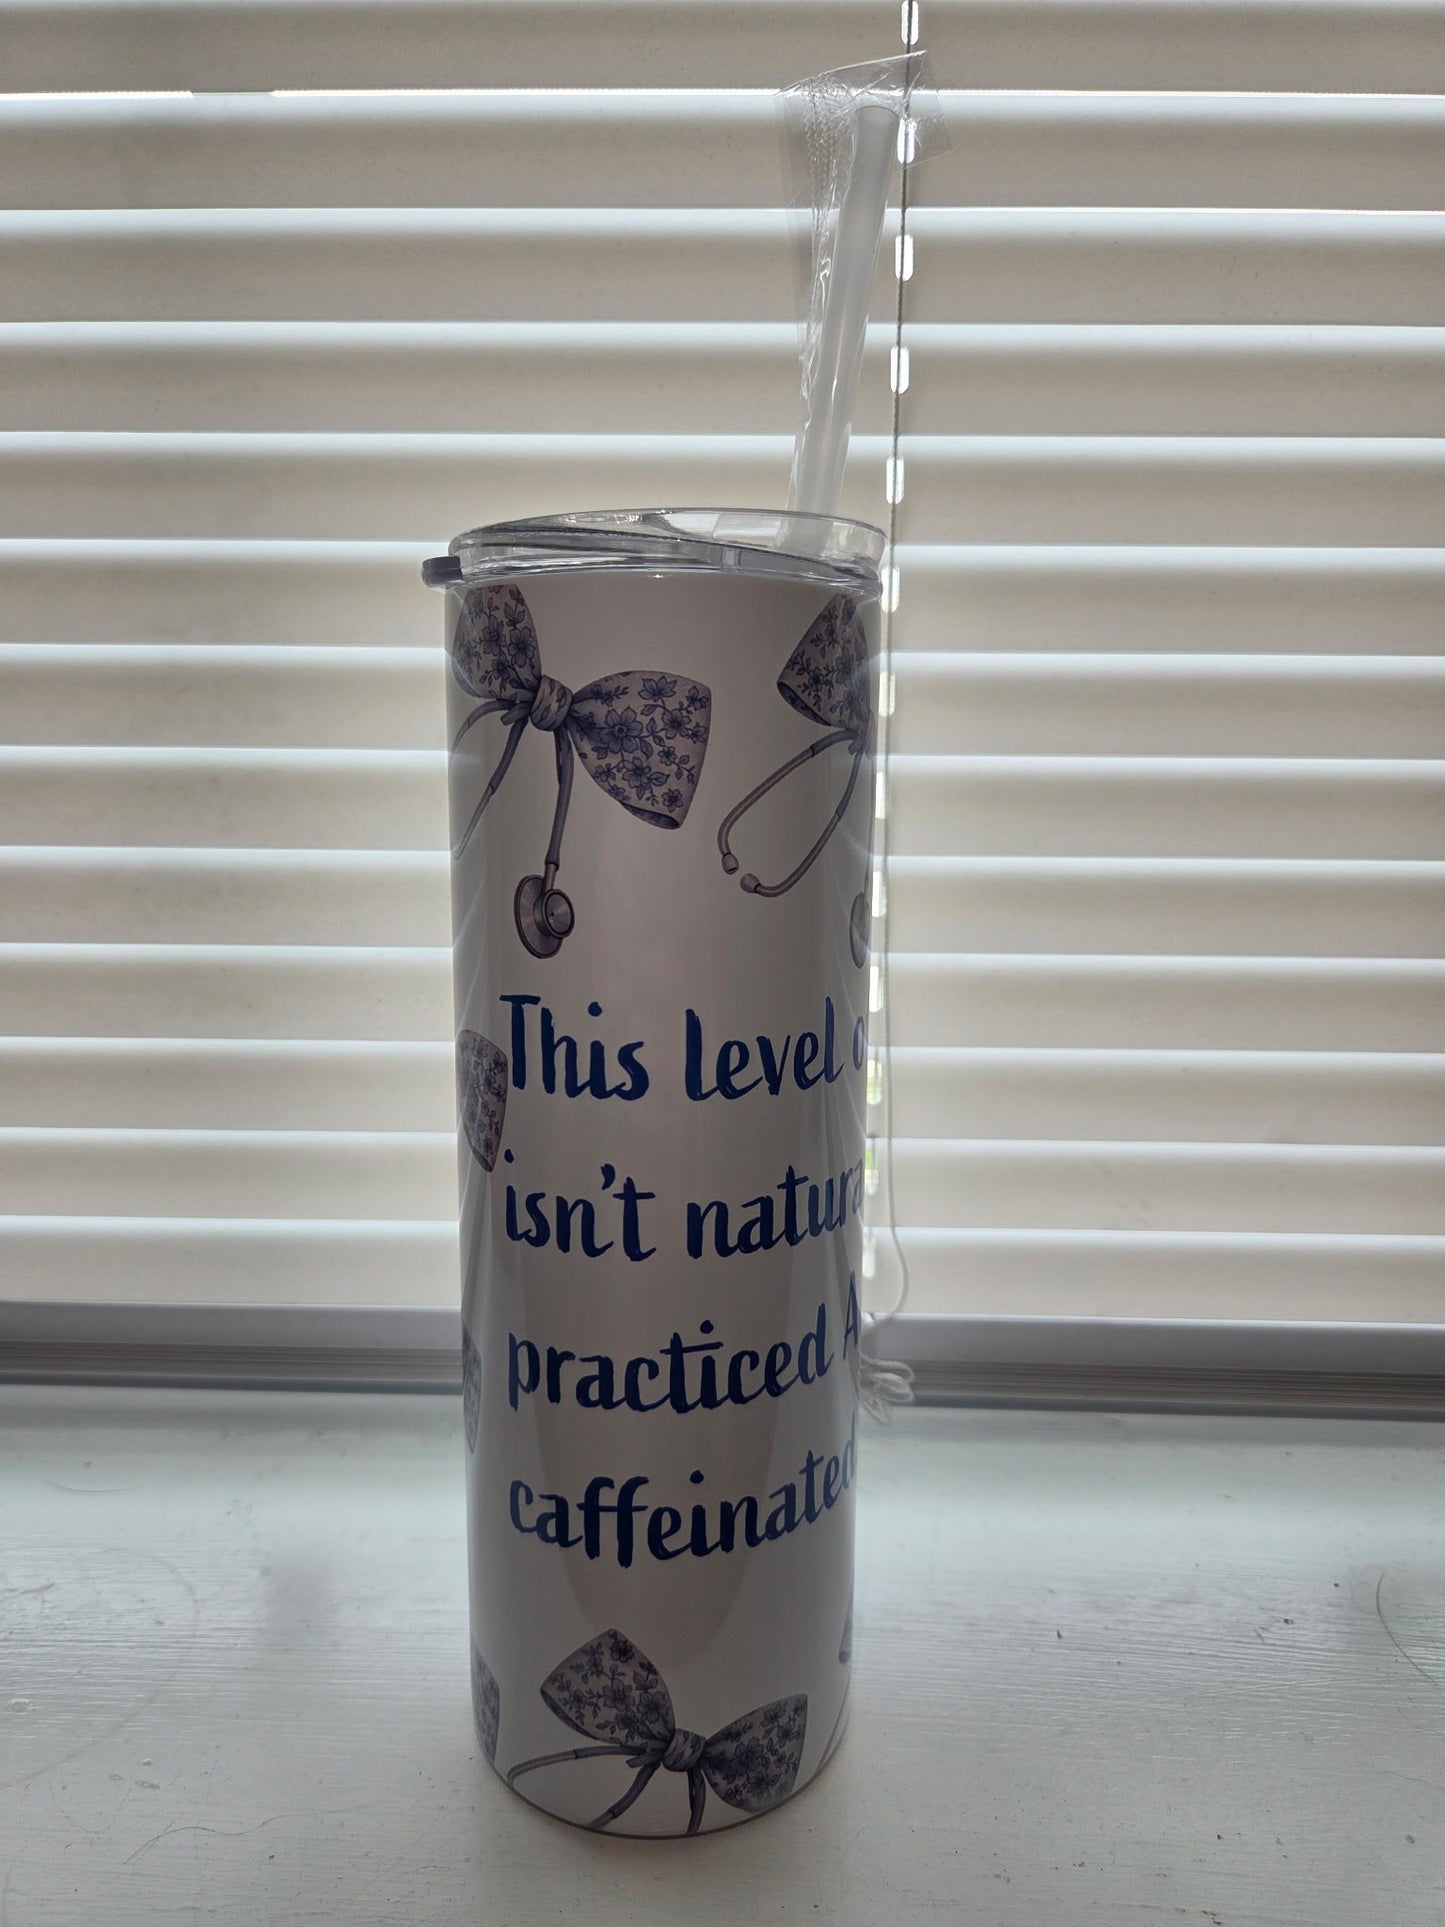 This level
isn't natura
practiced A
caffeinated